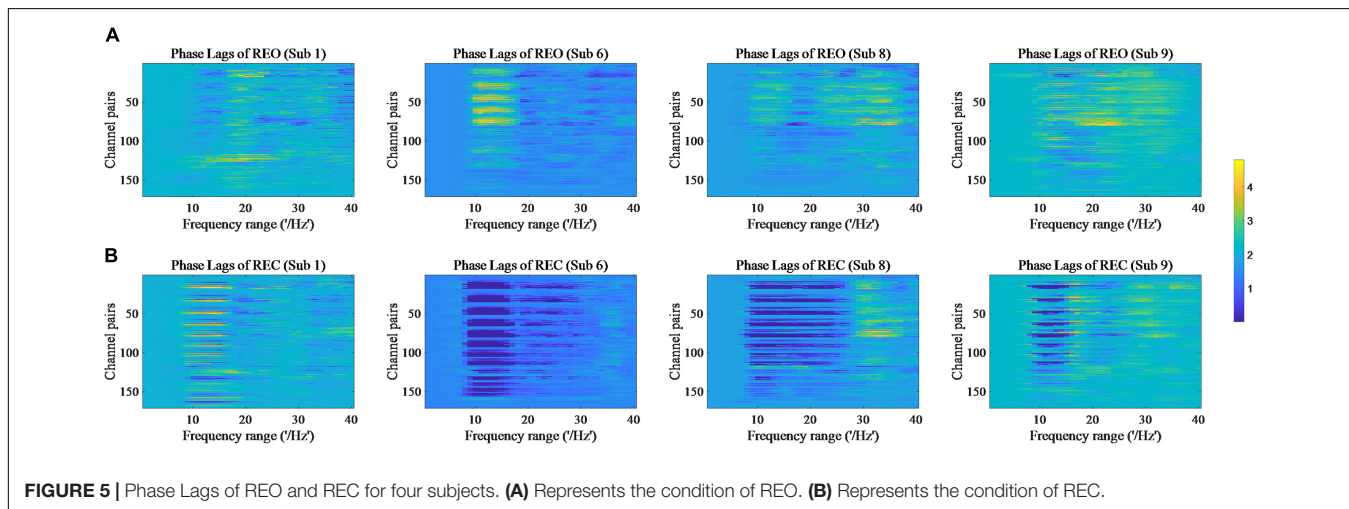 A
Phase Lags of REO (Sub 1)
Phase Lags of REO (Sub 6)
Phase Lags of REO (Sub 8)
Phase Lags of REO (Sub 9)
Channel pairs
50
100
150
10 20 30 40
Frequency range ('/Hz')
Channel pairs
50
100
150
10 20 30 40
Frequency range ('/Hz')
Channel pairs
50
100
150
10 20 30 40
Frequency range ('/Hz')
Channel pairs
50
100
150
10 20 30 40
Frequency range ('/Hz')
4
3
2
1
B
Phase Lags of REC (Sub 1)
Phase Lags of REC (Sub 6)
Phase Lags of REC (Sub 8)
Phase Lags of REC (Sub 9)
Channel pairs
50
100
150
10 20 30 40
Frequency range ('/Hz')
Channel pairs
50
100
150
10 20 30 40
Frequency range ('/Hz')
Channel pairs
50
100
150
10 20 30 40
Frequency range ('/Hz')
Channel pairs
50
100
150
10 20 30 40
Frequency range ('/Hz')
FIGURE 5 | Phase Lags of REO and REC for four subjects. (A) Represents the condition of REO. (B) Represents the condition of REC.